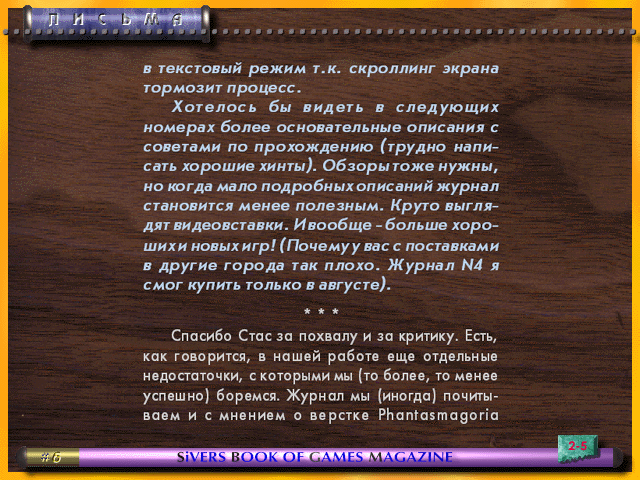 ПИСЬМА
в текстовый режим т.к. скроллинг экрана
тормозит процесс.
Хотелось бы видеть в следующих
номерах более основательные описания с
советами по прохождению (трудно напи-
сать хорошие хинты). Обзоры тоже нужны,
но когда мало подробных описаний журнал
становится менее полезным. Круто выгля-
дят видеовставки. И вообще - больше хоро-
ших и новых игр! (Почему у вас с поставками
в другие города так плохо. Журнал N4 я
смог купить только в августе).
* * *
Спасибо Стас за похвалу и за критику. Есть,
как говорится, в нашей работе еще отдельные
недостаточки, с которыми мы (то более, то менее
успешно) боремся. Журнал мы (иногда) почиты-
ваем и с мнением о верстке Phantasmagoria
#6
SiVERS BOOK OF GAMES MAGAZINE
2-5